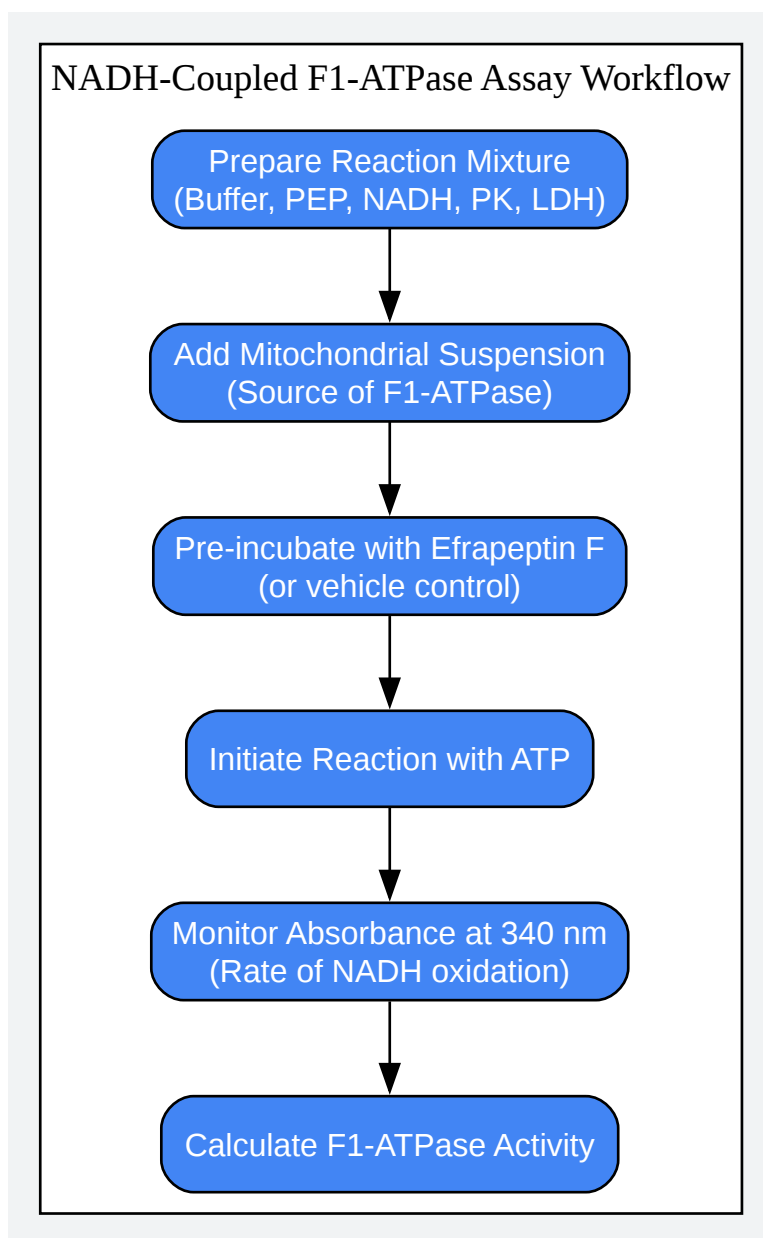 NADH-Coupled F1-ATPase Assay Workflow
Prepare Reaction Mixture
(Buffer, PEP, NADH, PK, LDH)
Add Mitochondrial Suspension
(Source of F1-ATPase)
Pre-incubate with Efrapeptin F
(or vehicle control)
Initiate Reaction with ATP
Monitor Absorbance at 340 nm
(Rate of NADH oxidation)
Calculate F1-ATPase Activity